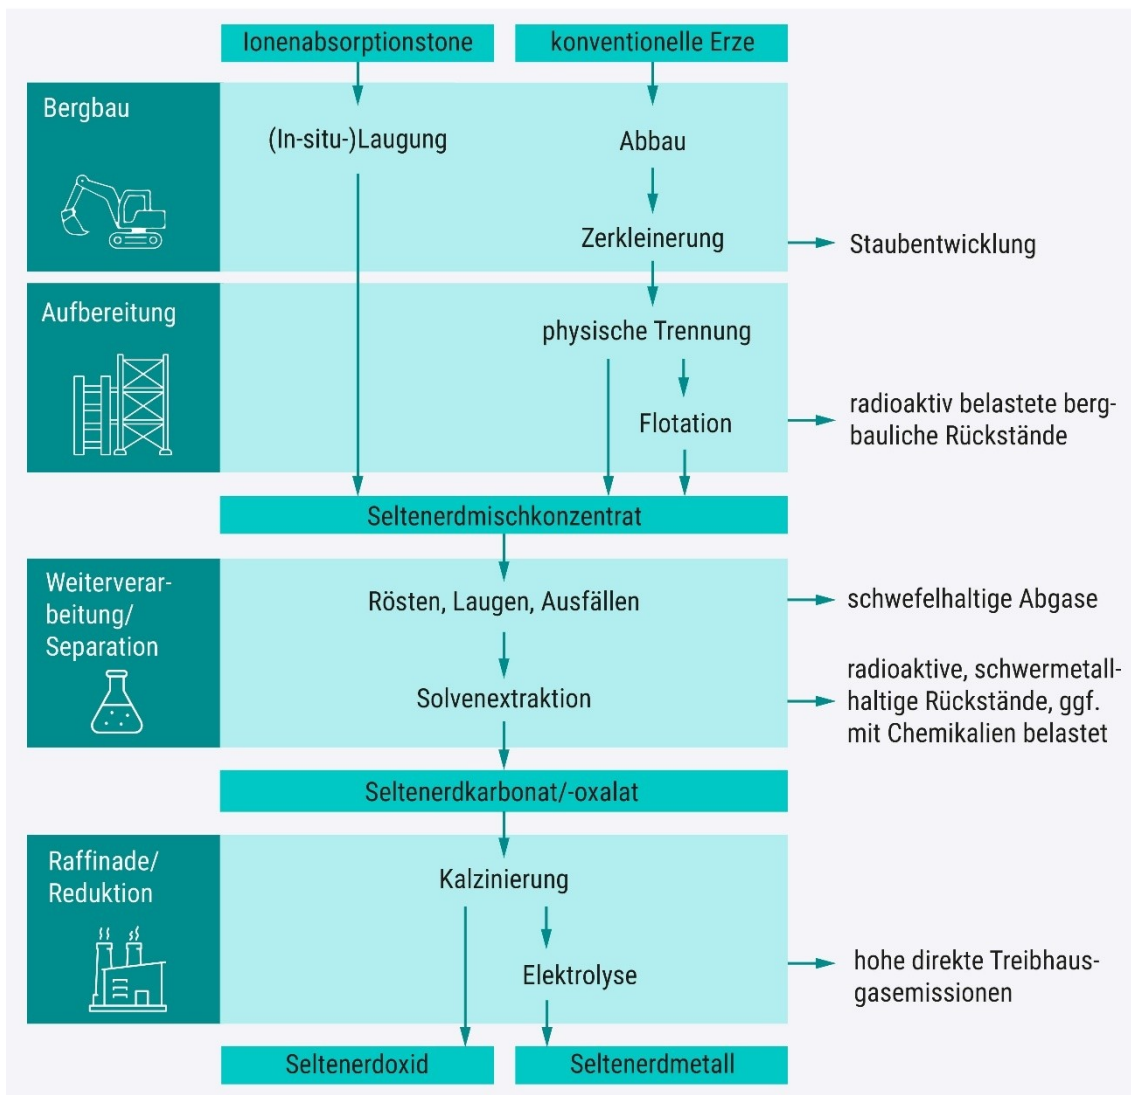 Ionenabsorptionstone
konventionelle Erze
Bergbau
(In-situ-)Laugung
Abbau
Zerkleinerung
Staubentwicklung
Aufbereitung
physische Trennung
Flotation
radioaktiv belastete berg-
bauliche Rückstände
Seltenerdmischkonzentrat
Weiterverar-
beitung/
Separation
Rösten, Laugen, Ausfällen
schwefelhaltige Abgase
Solvenextraktion
radioaktive, schwermetall-
haltige Rückstände, ggf.
mit Chemikalien belastet
Seltenerdkarbonat/-oxalat
Raffinade/
Reduktion
Kalzinierung
Elektrolyse
hohe direkte Treibhaus-
gasemissionen
Seltenerdoxid
Seltenerdmetall